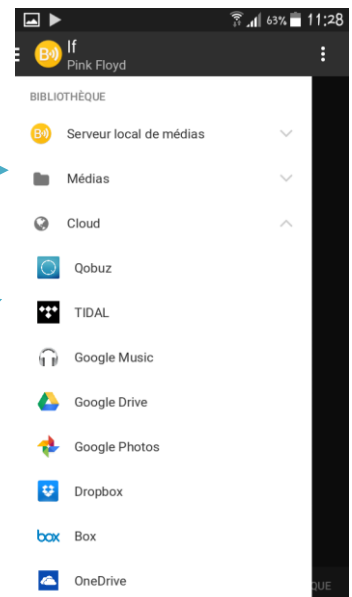 63% 11:28
If
Pink Floyd
BIBLIOTHÈQUE
B
Serveur local de médias
Médias
Cloud
Qobuz
TIDAL
Google Music
Google Drive
Google Photos
Dropbox
box Box
OneDrive
QUE